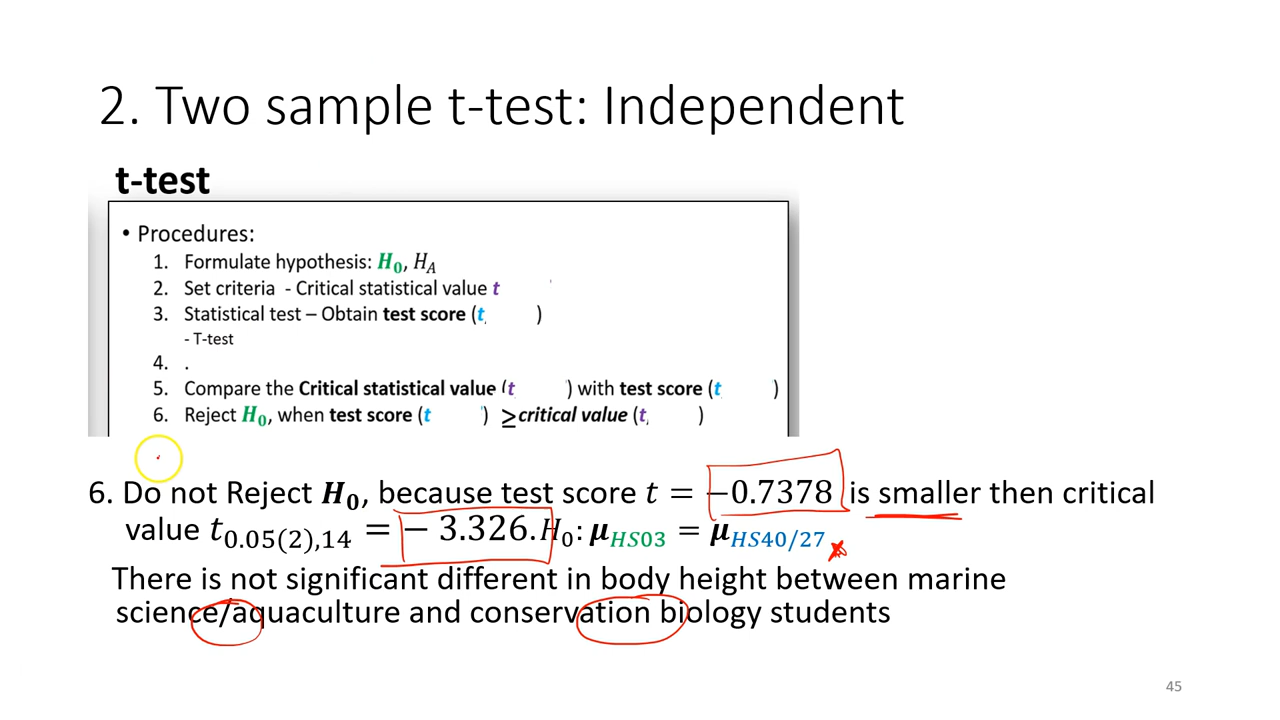 2. Two sample t-test: Independent
t-test
• Procedures:
1. Formulate hypothesis: H₀, H_A
2. Set criteria - Critical statistical value t
3. Statistical test – Obtain test score (t, )
- T-test
4. .
5. Compare the Critical statistical value (t ) with test score (t )
6. Reject H₀, when test score (t ) ≥ critical value (t, )
6. Do not Reject H₀, because test score t = −0.7378 is smaller then critical
value t₀.₀₅₍₂₎,₁₄ = − 3.326. H₀: μ_HS03 = μ_HS40/27
There is not significant different in body height between marine
science/aquaculture and conservation biology students
45